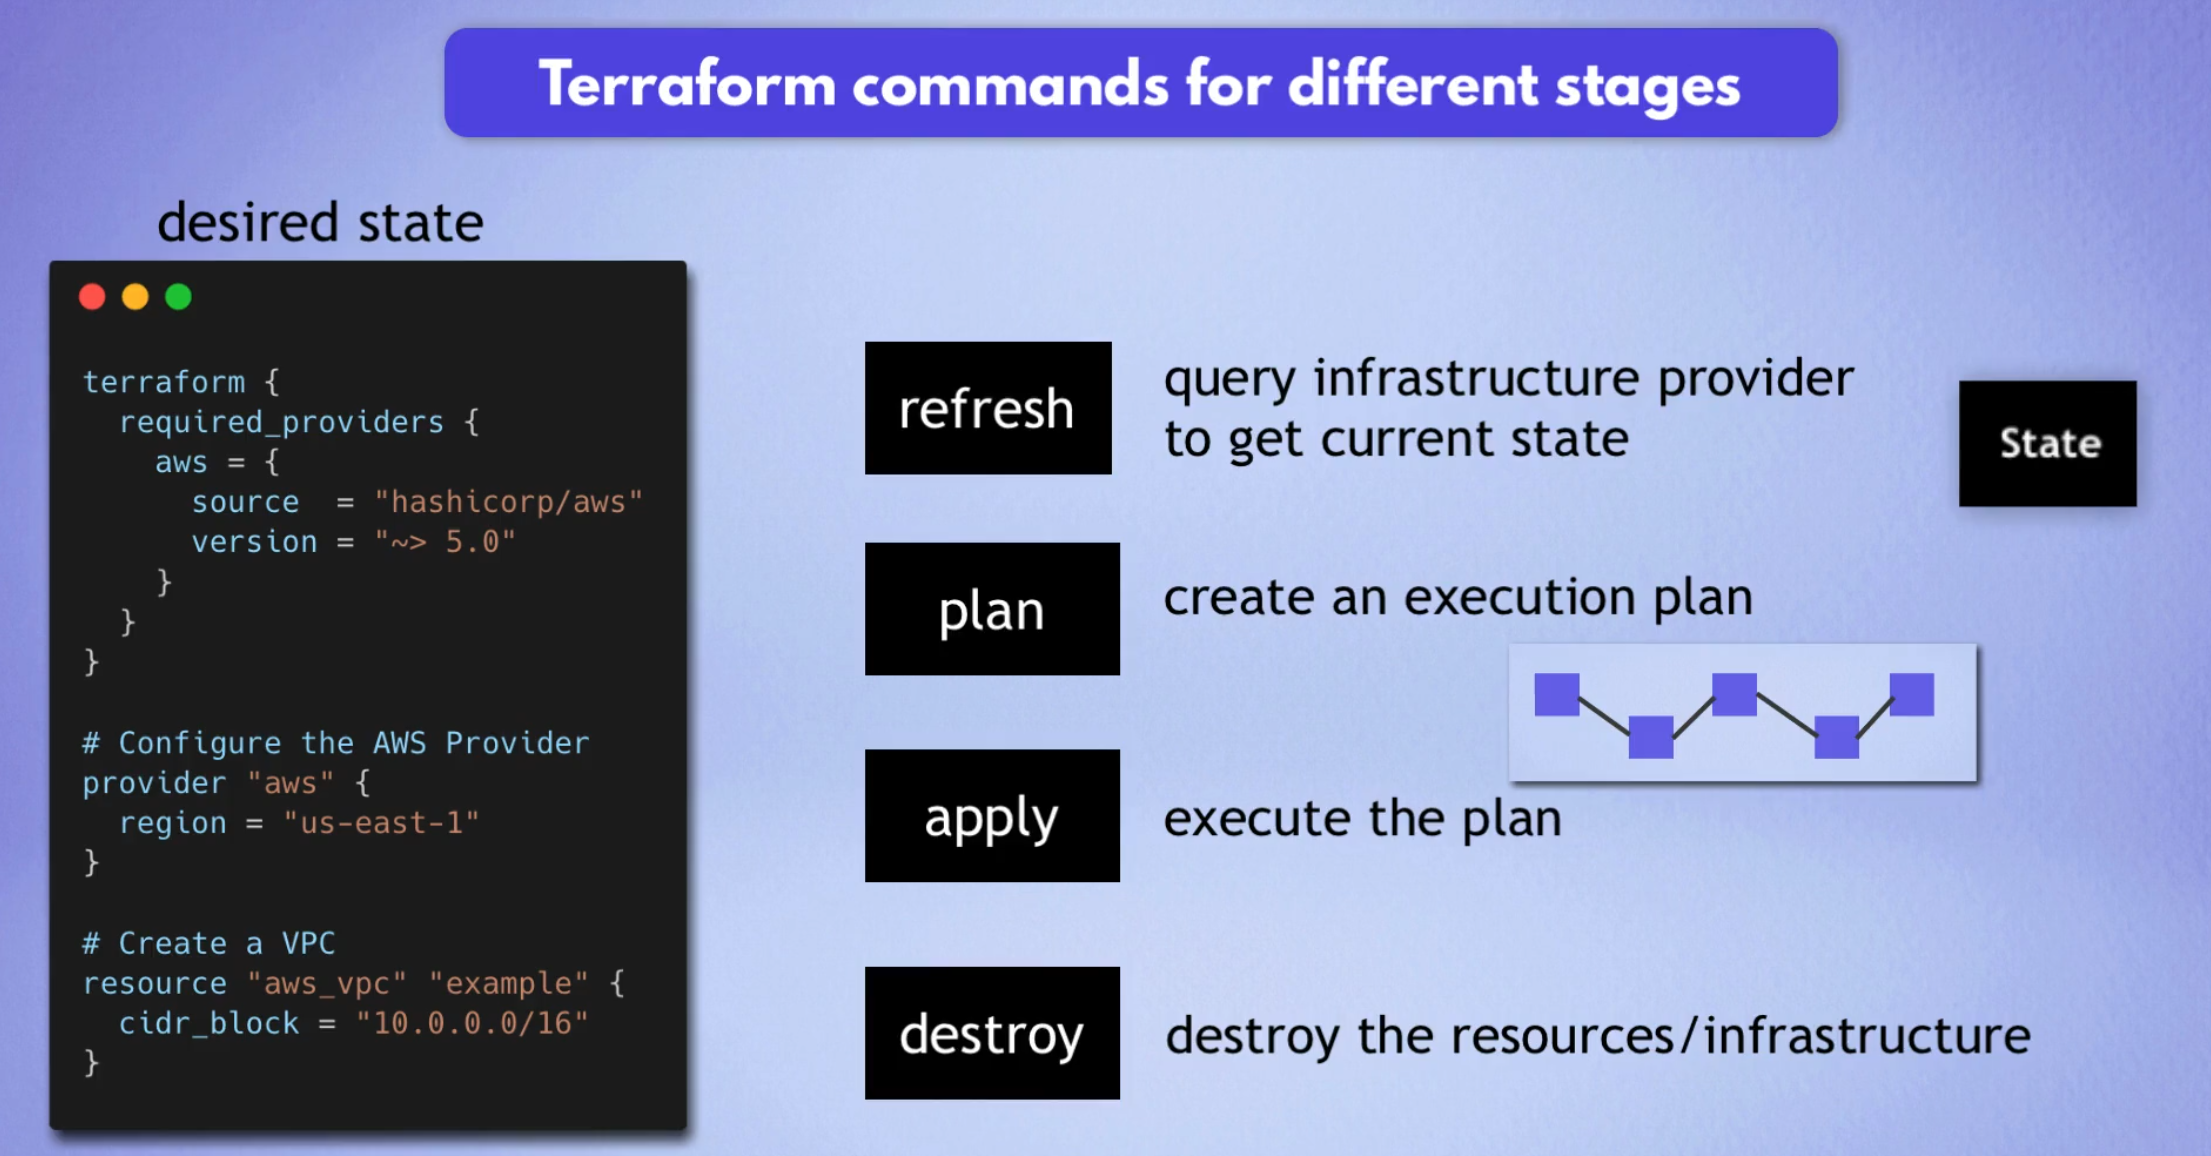 Terraform commands for different stages
desired state
terraform {
  required_providers {
    aws = {
      source  = "hashicorp/aws"
      version = "~> 5.0"
    }
  }
}
# Configure the AWS Provider
provider "aws" {
  region = "us-east-1"
}
# Create a VPC
resource "aws_vpc" "example" {
  cidr_block = "10.0.0.0/16"
}
refresh
query infrastructure provider
to get current state
State
plan
create an execution plan
apply
execute the plan
destroy
destroy the resources/infrastructure